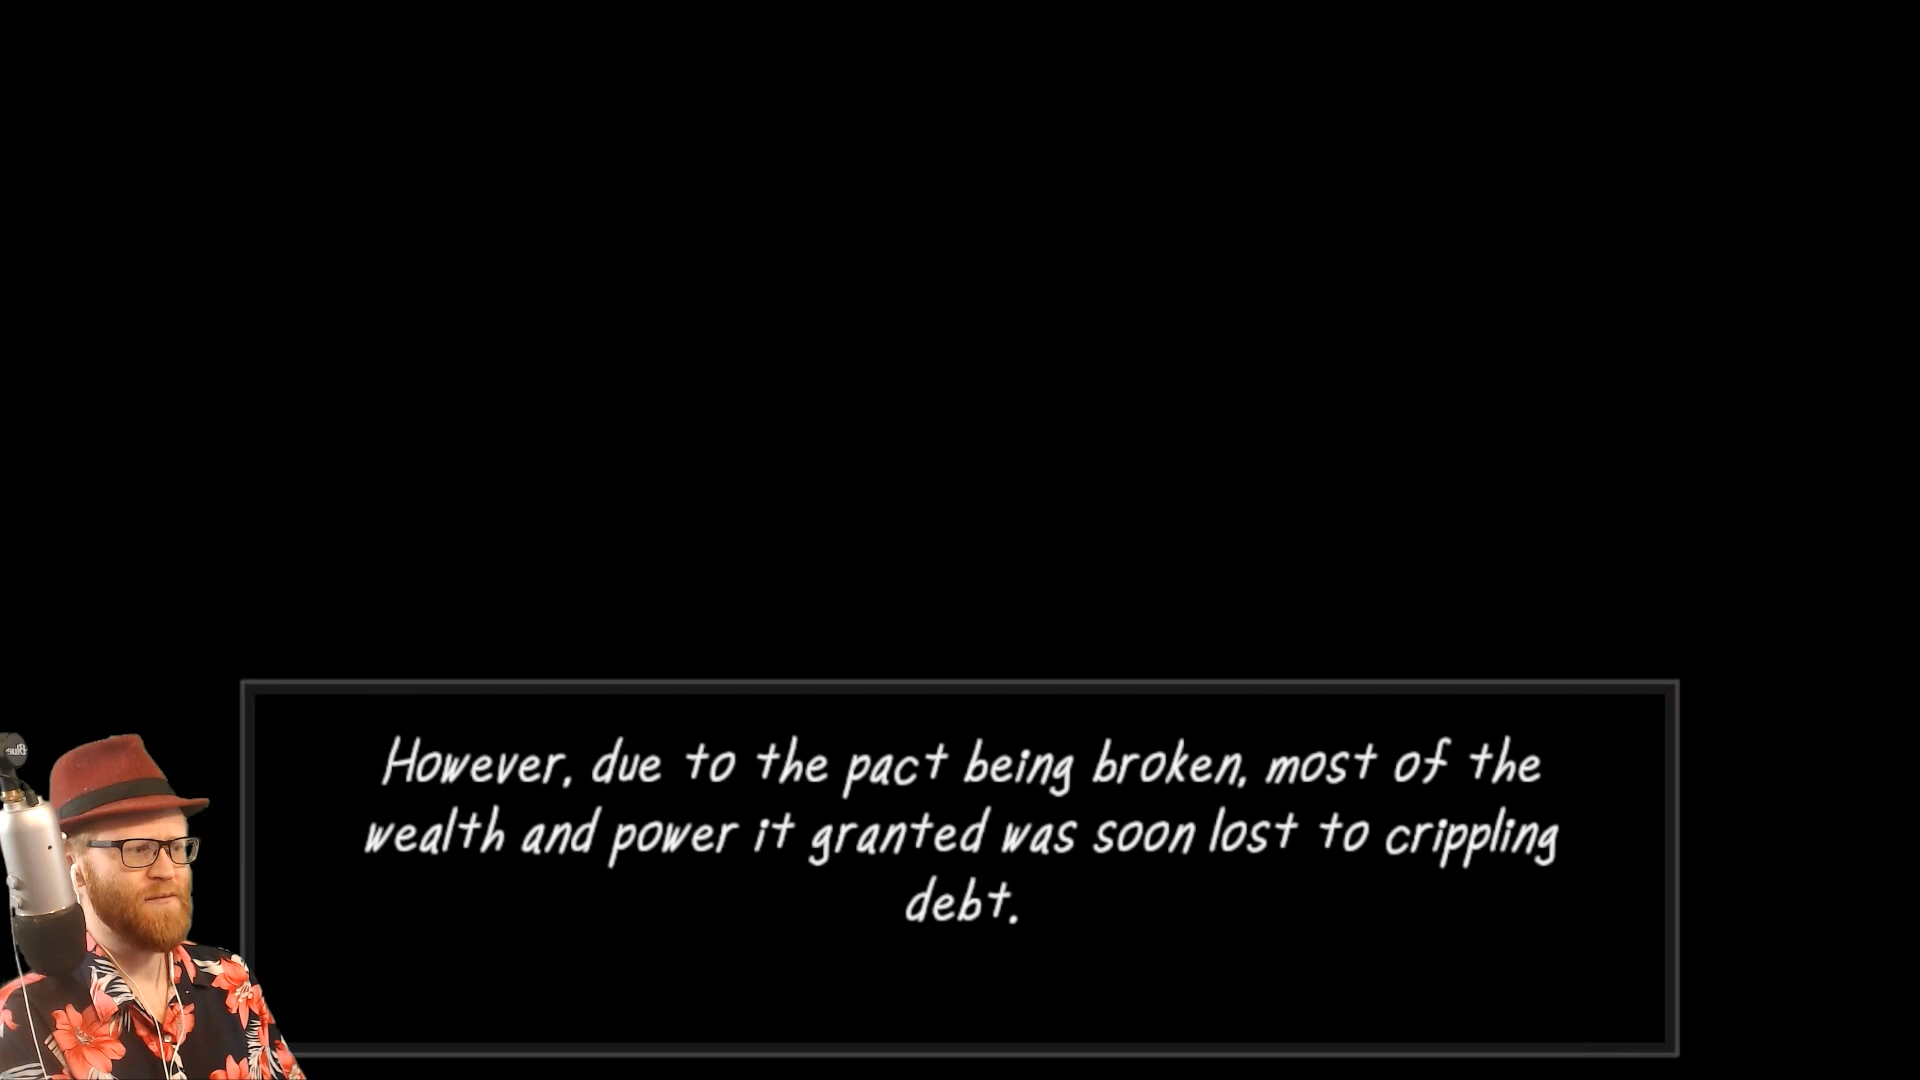 However, due to the pact being broken, most of the
wealth and power it granted was soon lost to crippling
debt.